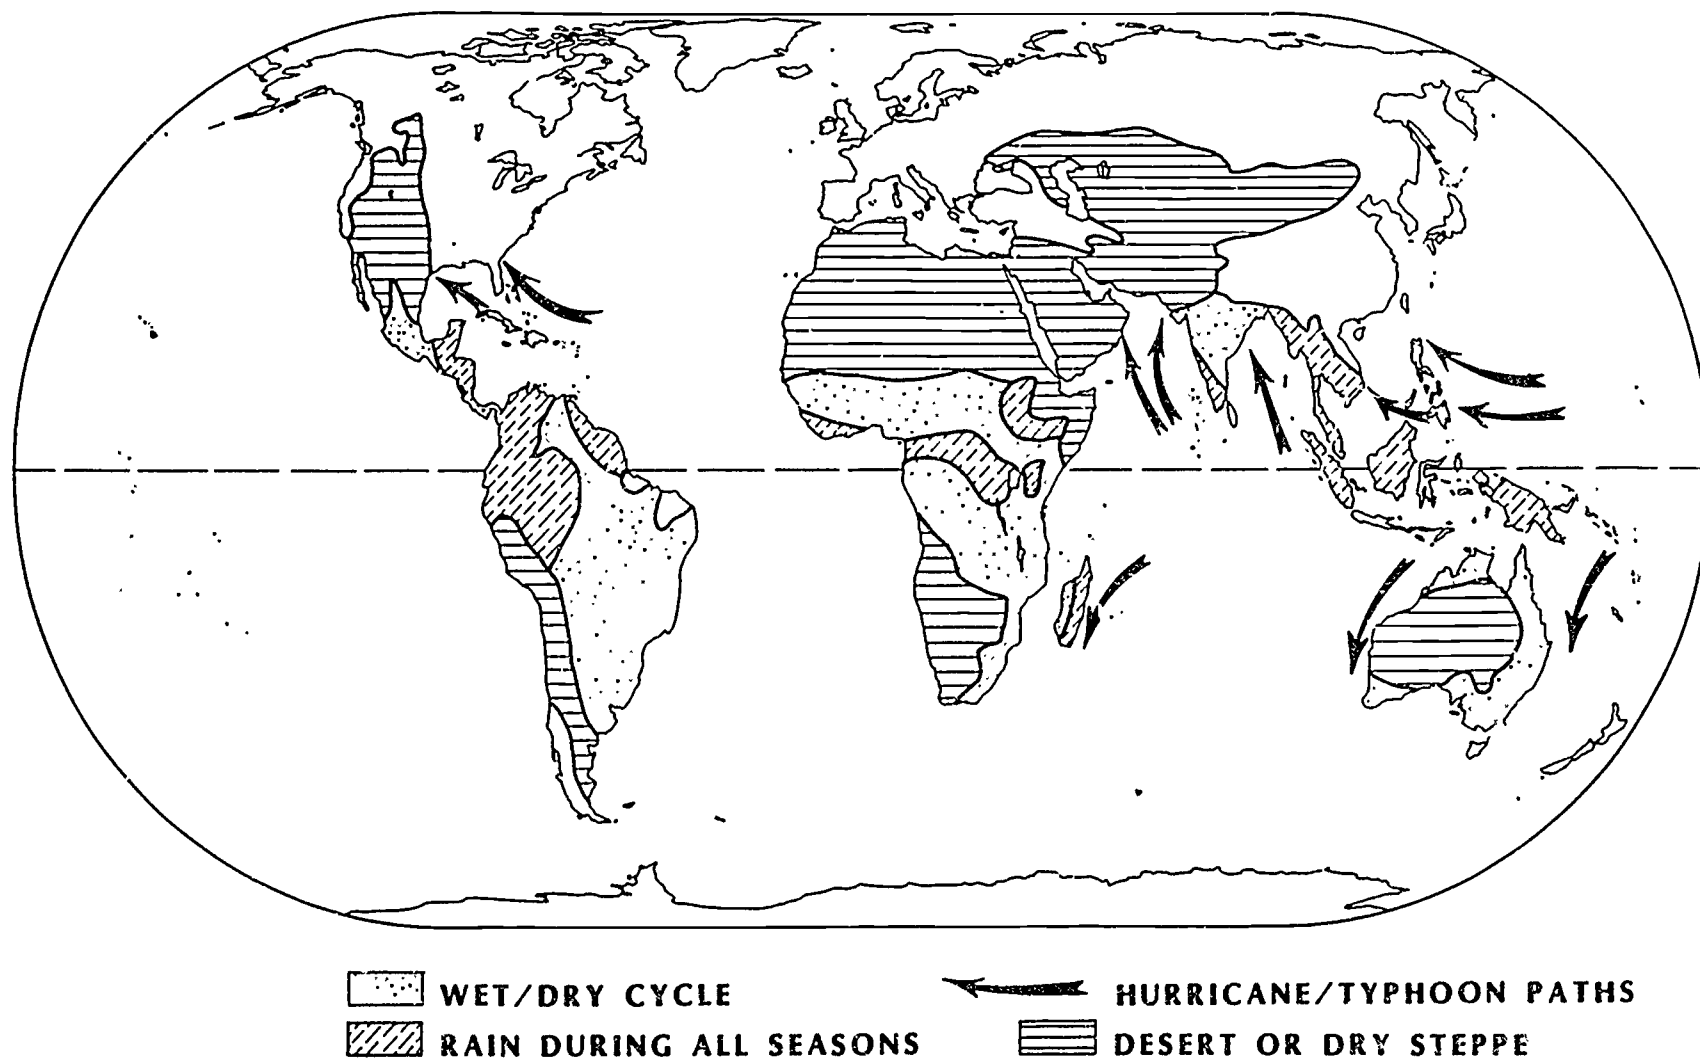 WET/DRY CYCLE
HURRICANE/TYPHOON PATHS
RAIN DURING ALL SEASONS
DESERT OR DRY STEPPE